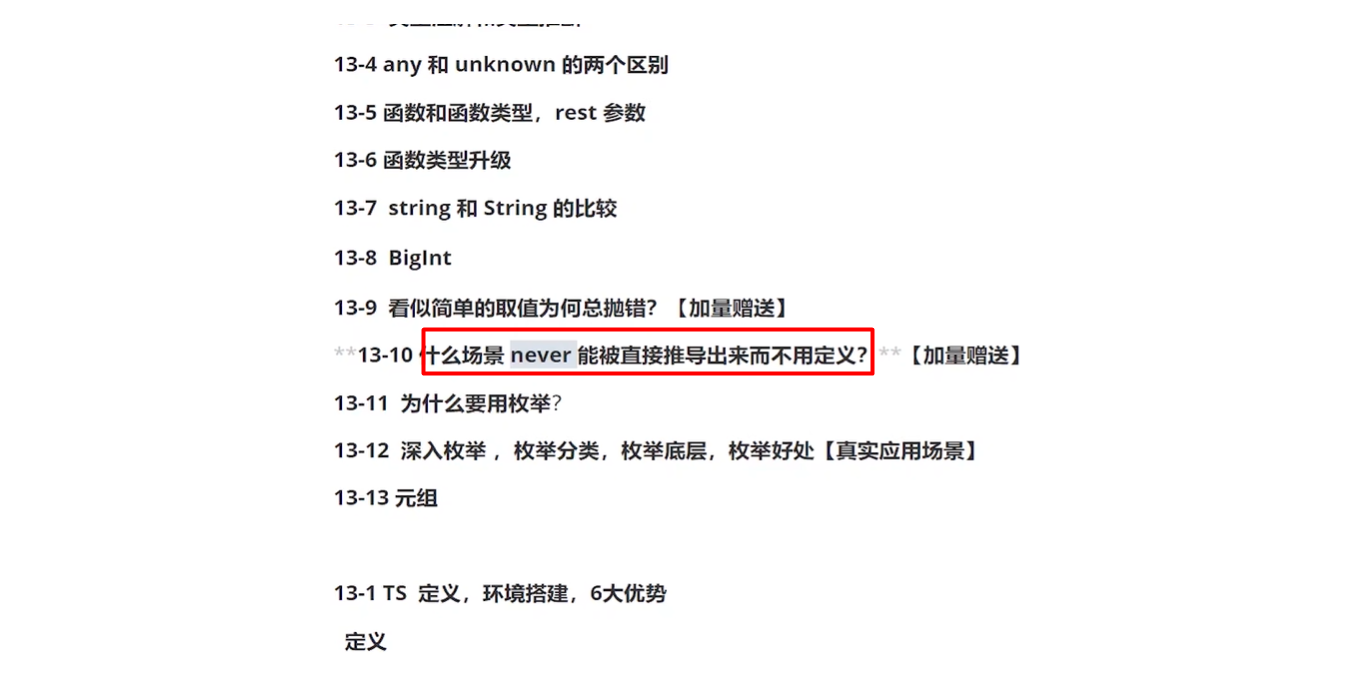 13-4 any 和 unknown 的两个区别
13-5 函数和函数类型，rest 参数
13-6 函数类型升级
13-7 string 和 String 的比较
13-8 BigInt
13-9 看似简单的取值为何总抛错？【加量赠送】
**13-10 什么场景 never 能被直接推导出来而不用定义？ **【加量赠送】
13-11 为什么要用枚举?
13-12 深入枚举 ，枚举分类，枚举底层，枚举好处【真实应用场景】
13-13 元组
13-1 TS 定义，环境搭建，6大优势
定义